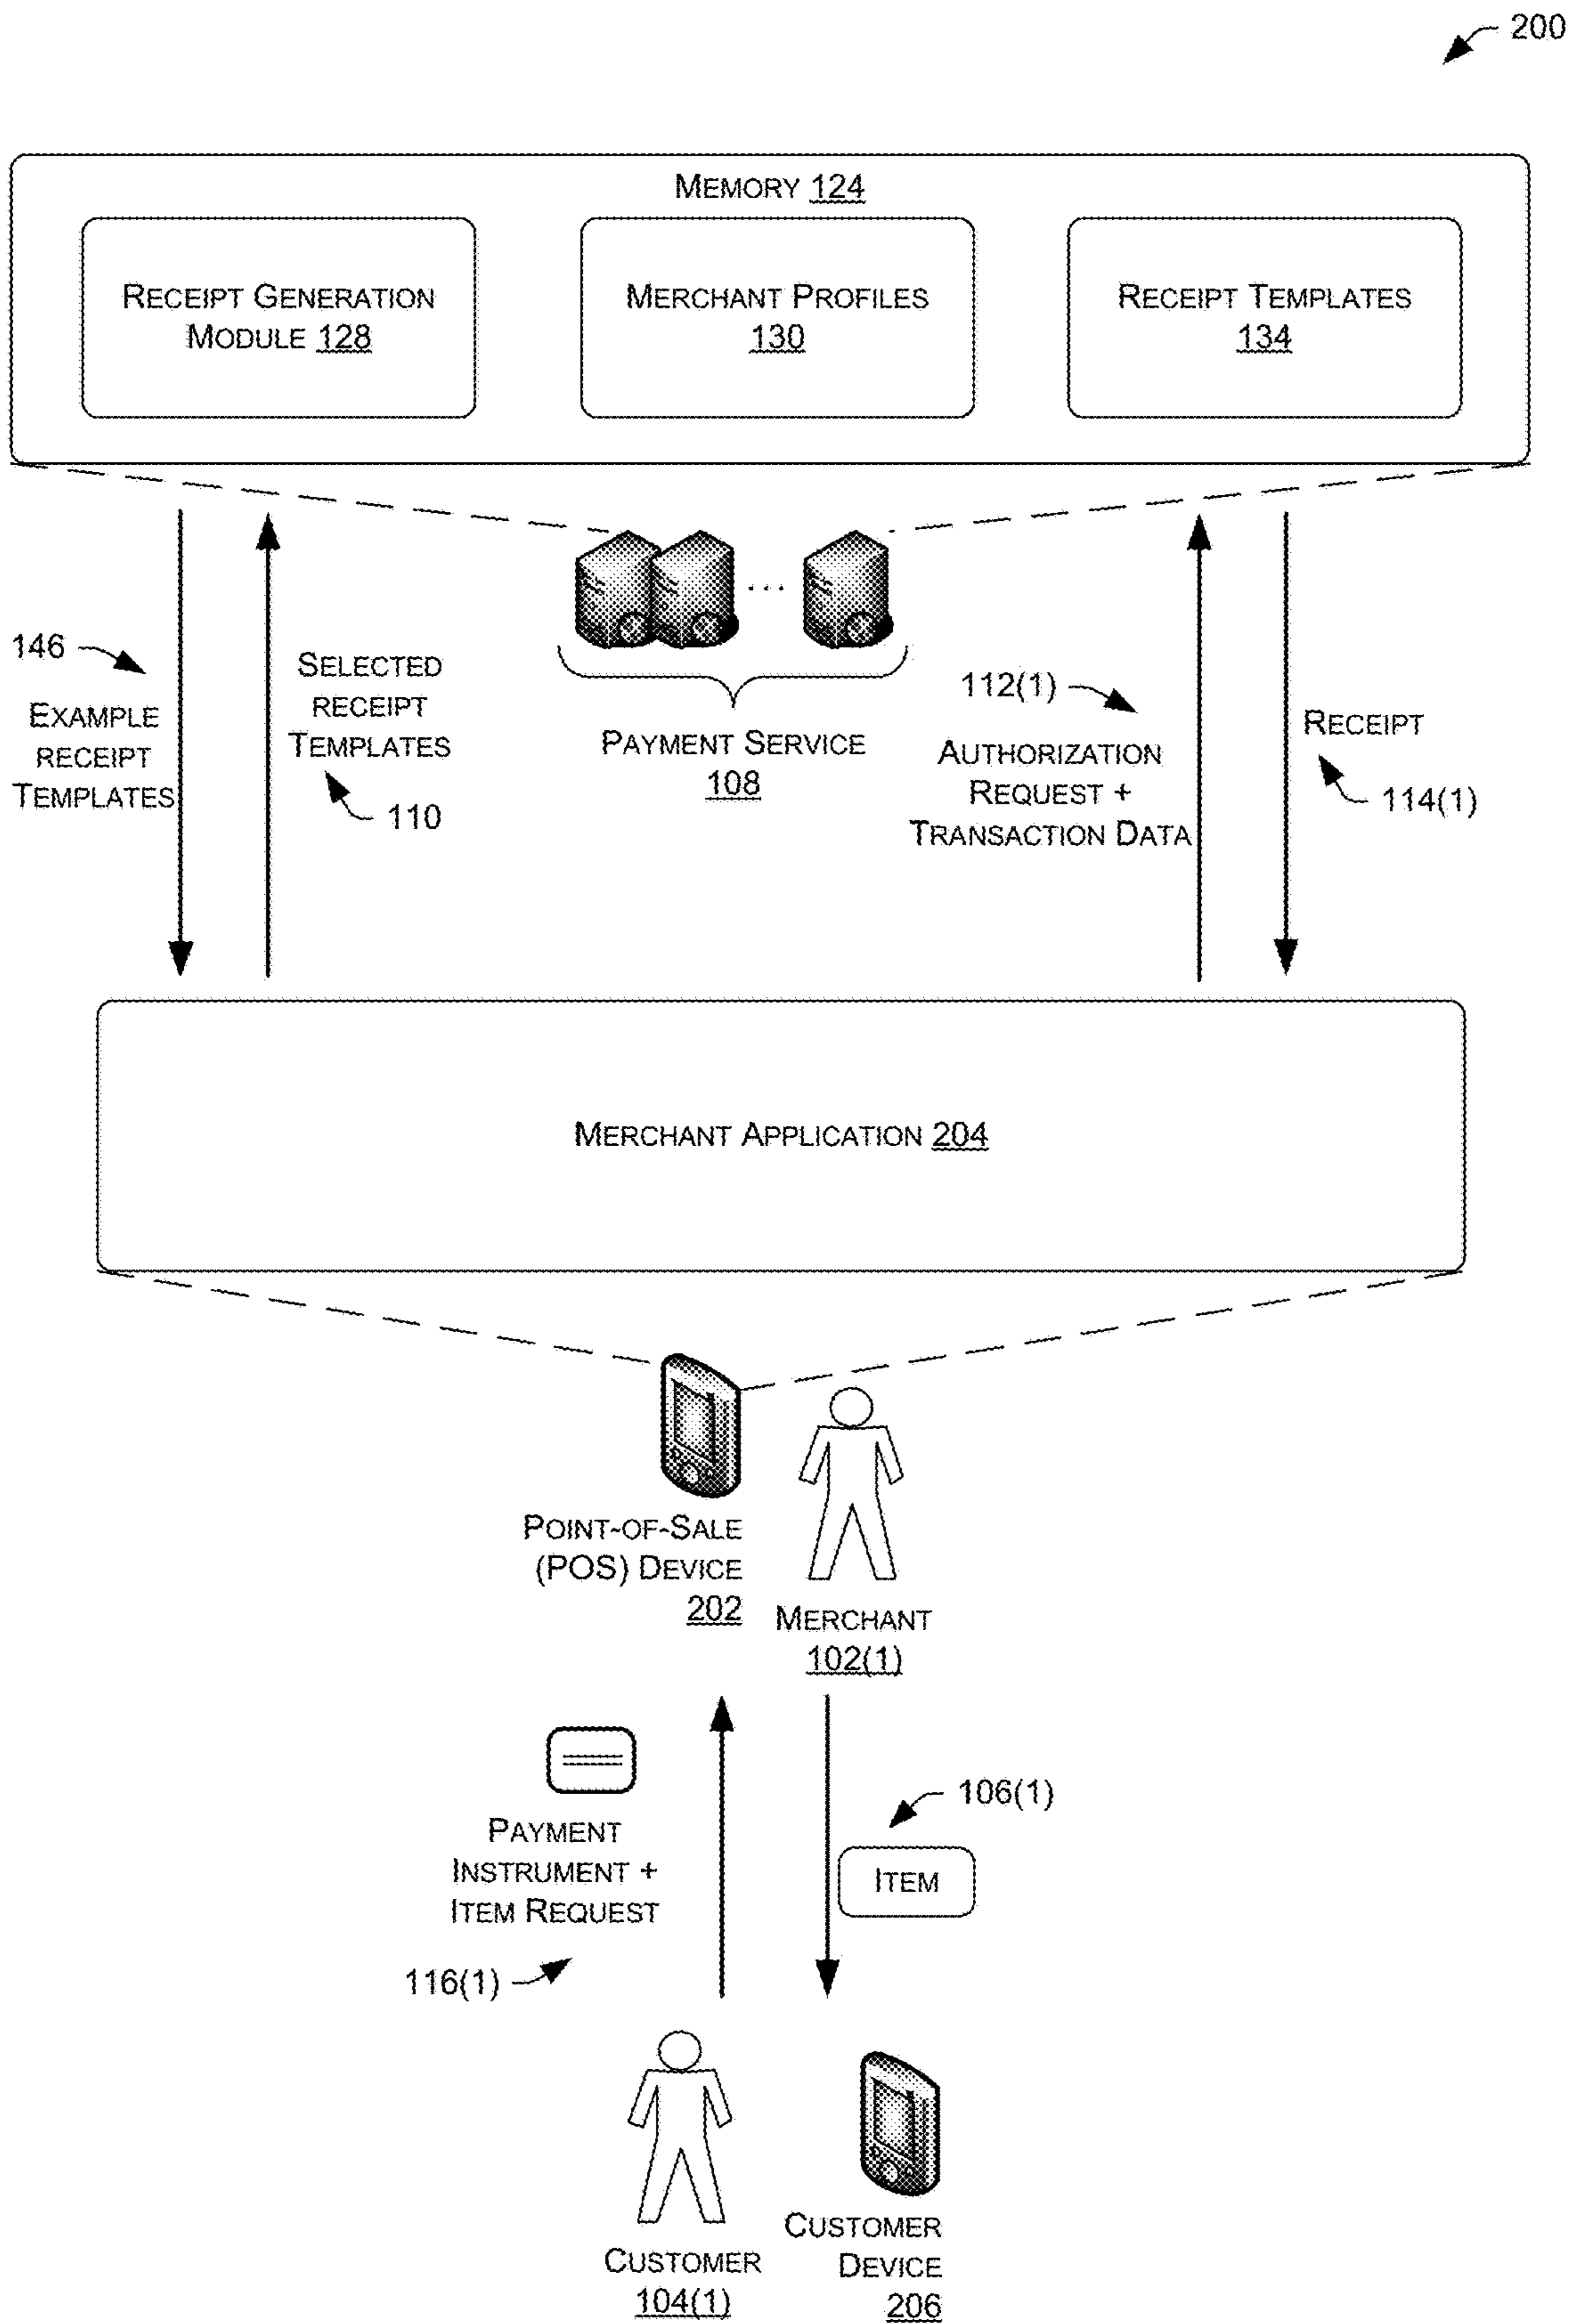 200
MEMORY 124
RECEIPT GENERATION
MODULE 128
MERCHANT PROFILES
130
RECEIPT TEMPLATES
134
146
EXAMPLE
RECEIPT
TEMPLATES
SELECTED
RECEIPT
TEMPLATES
110
...
PAYMENT SERVICE
108
112(1)
AUTHORIZATION
REQUEST +
TRANSACTION DATA
RECEIPT
114(1)
MERCHANT APPLICATION 204
POINT-OF-SALE
(POS) DEVICE
202
MERCHANT
102(1)
PAYMENT
INSTRUMENT +
ITEM REQUEST
116(1)
106(1)
ITEM
CUSTOMER
104(1)
CUSTOMER
DEVICE
206